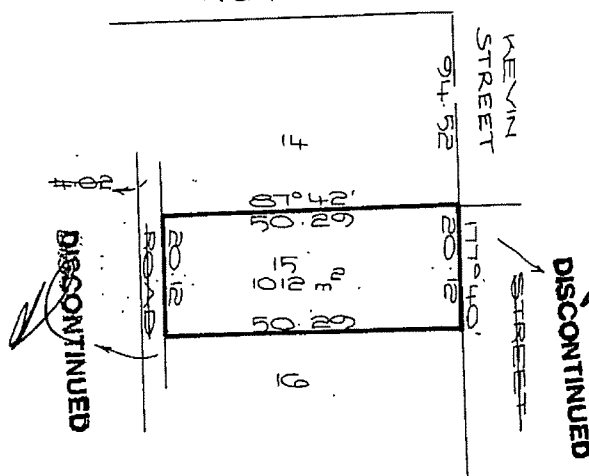 KEVIN
STREET
94.52
14
87°42'
50.29
177°40'
20.12
STREET
DISCONTINUED
15
1012 m²
20.12
ROAD
50.29
16
DISCONTINUED